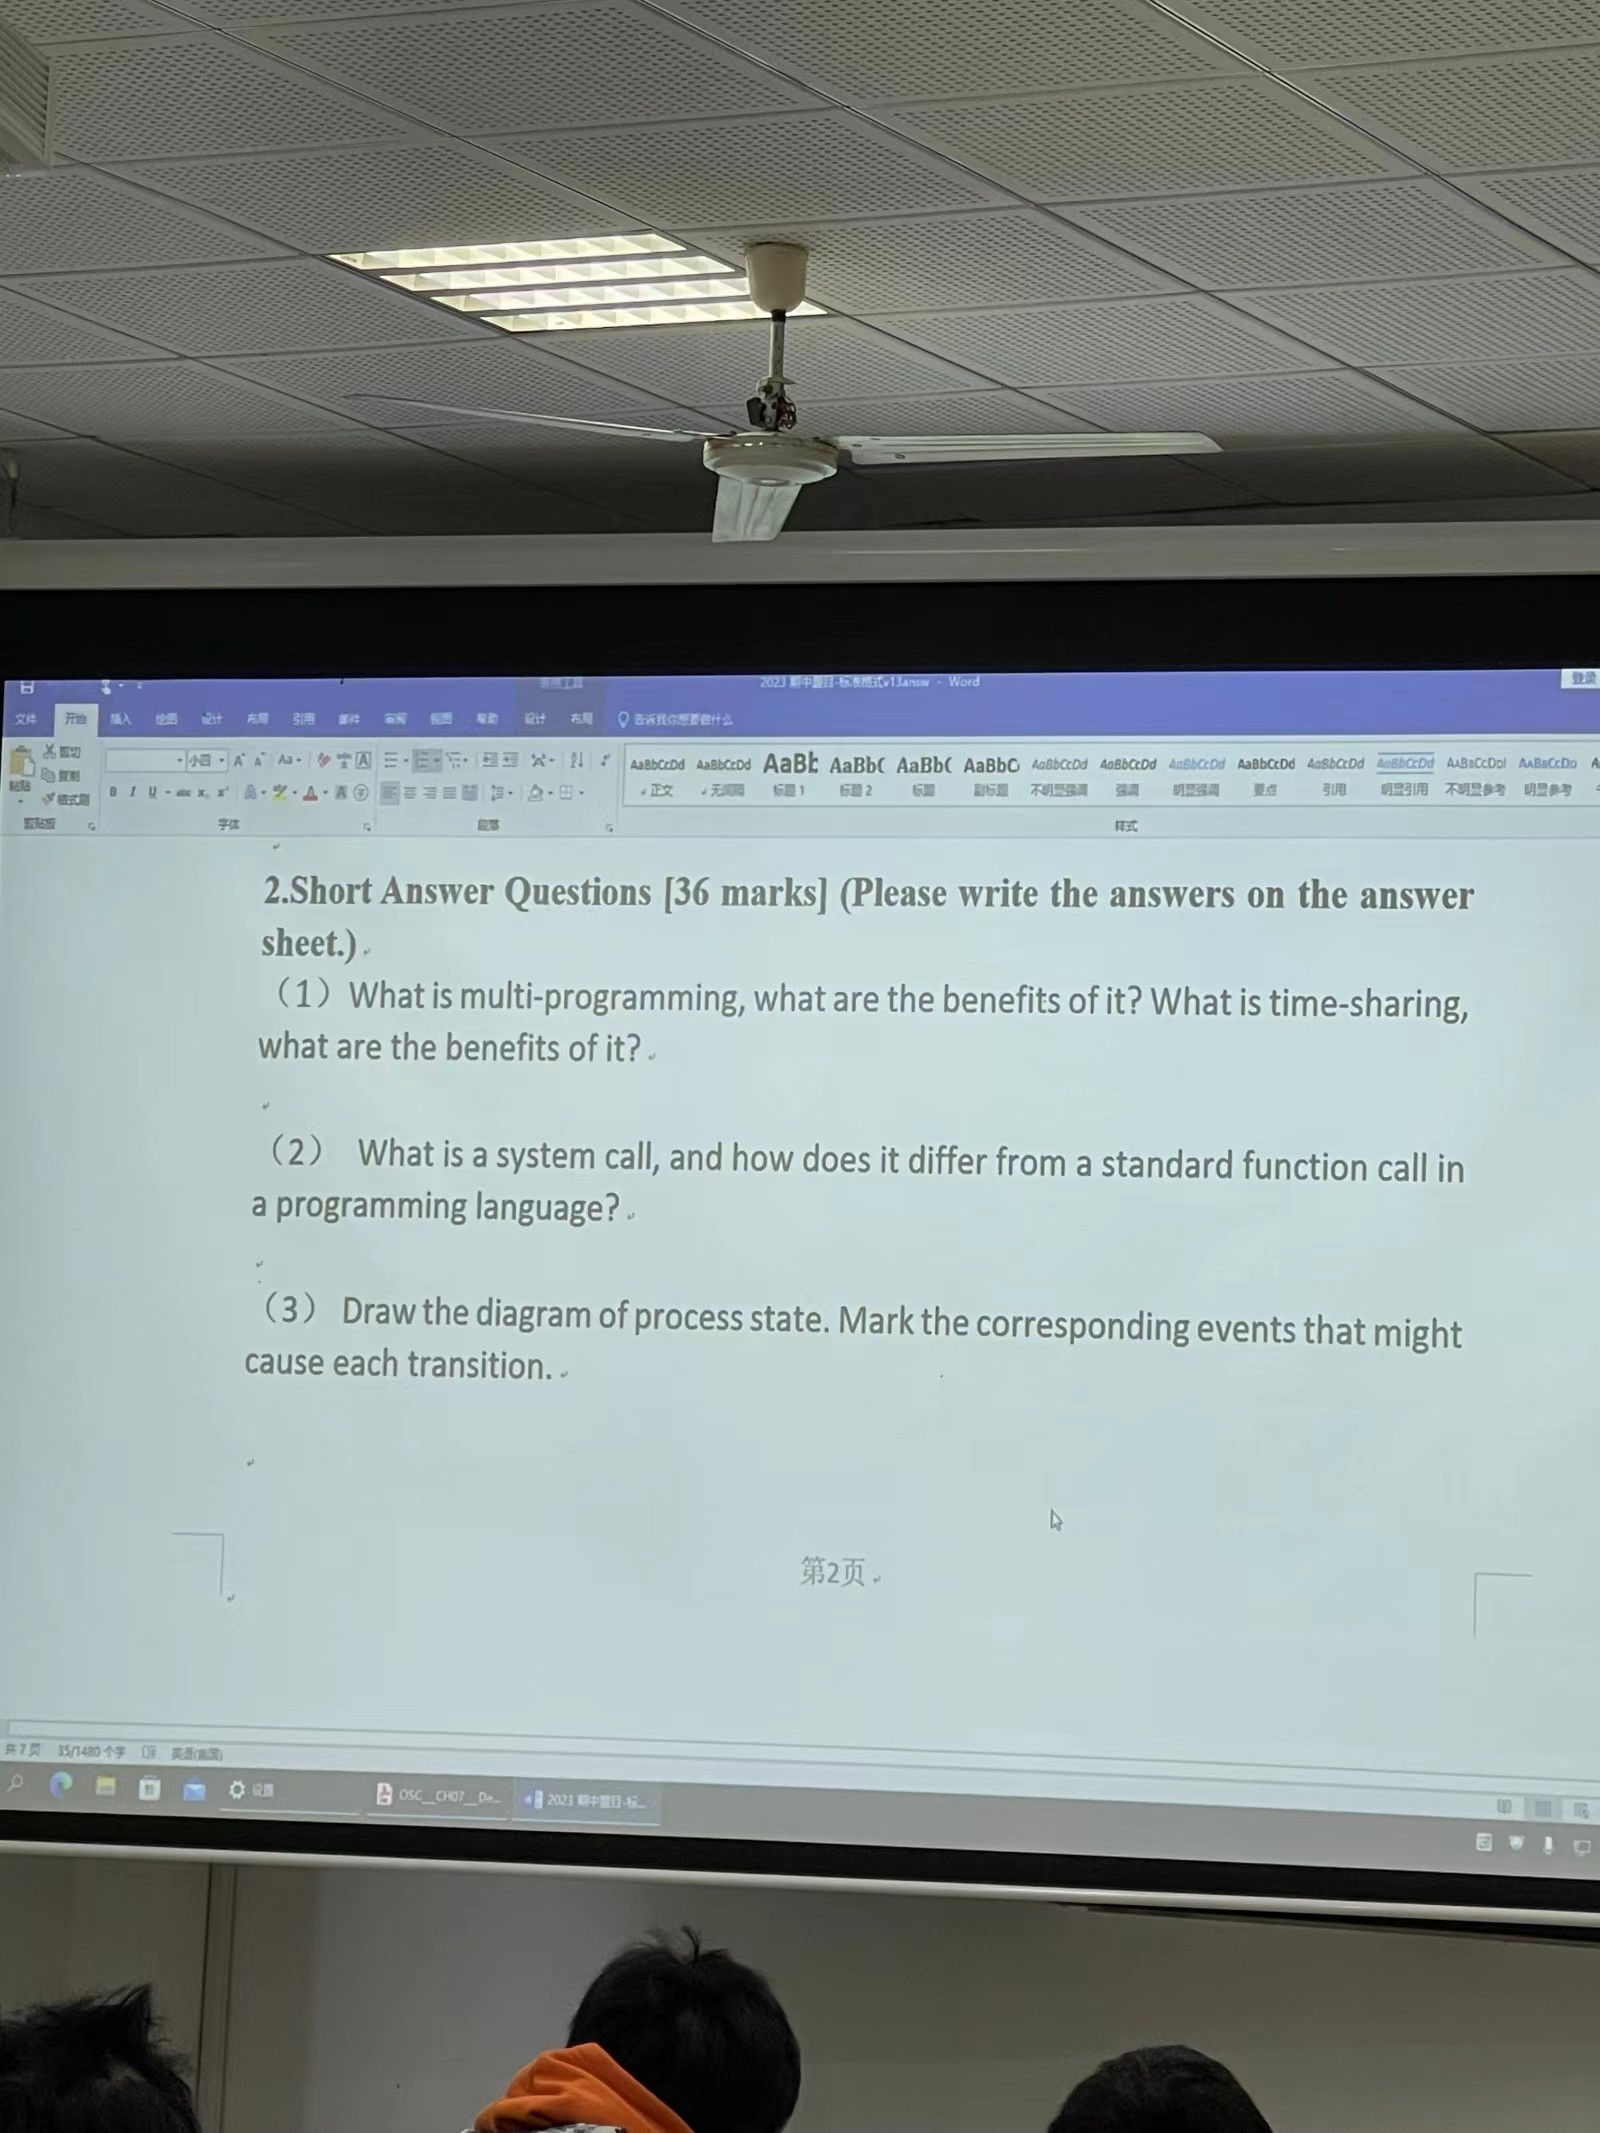 2023 期中题目-标准格式v13answ - Word
登录
文件 开始 插入 绘图 设计 布局 引用 邮件 审阅 视图 帮助 设计 布局 告诉我你想要做什么
剪切
复制
粘贴
格式刷
小四
B I U abc x₂ x²
AaBbCcDd AaBbCcDd AaBb AaBbC AaBbC AaBbC AaBbCcDd AaBbCcDd AaBbCcDd AaBbCcDd AaBbCcDd AaBbCcDd AaBbCcDd AaBbCcDd
正文 无间隔 标题 1 标题 2 标题 副标题 不明显强调 强调 明显强调 要点 引用 明显引用 不明显参考 明显参考
剪贴板 字体 段落 样式
2.Short Answer Questions [36 marks] (Please write the answers on the answer
sheet.)
（1）What is multi-programming, what are the benefits of it? What is time-sharing,
what are the benefits of it?
（2） What is a system call, and how does it differ from a standard function call in
a programming language?
（3） Draw the diagram of process state. Mark the corresponding events that might
cause each transition.
第2页
共7页 35/1480 个字 英语(美国)
设置 OSC__CH07__De... 2023 期中题目-标...